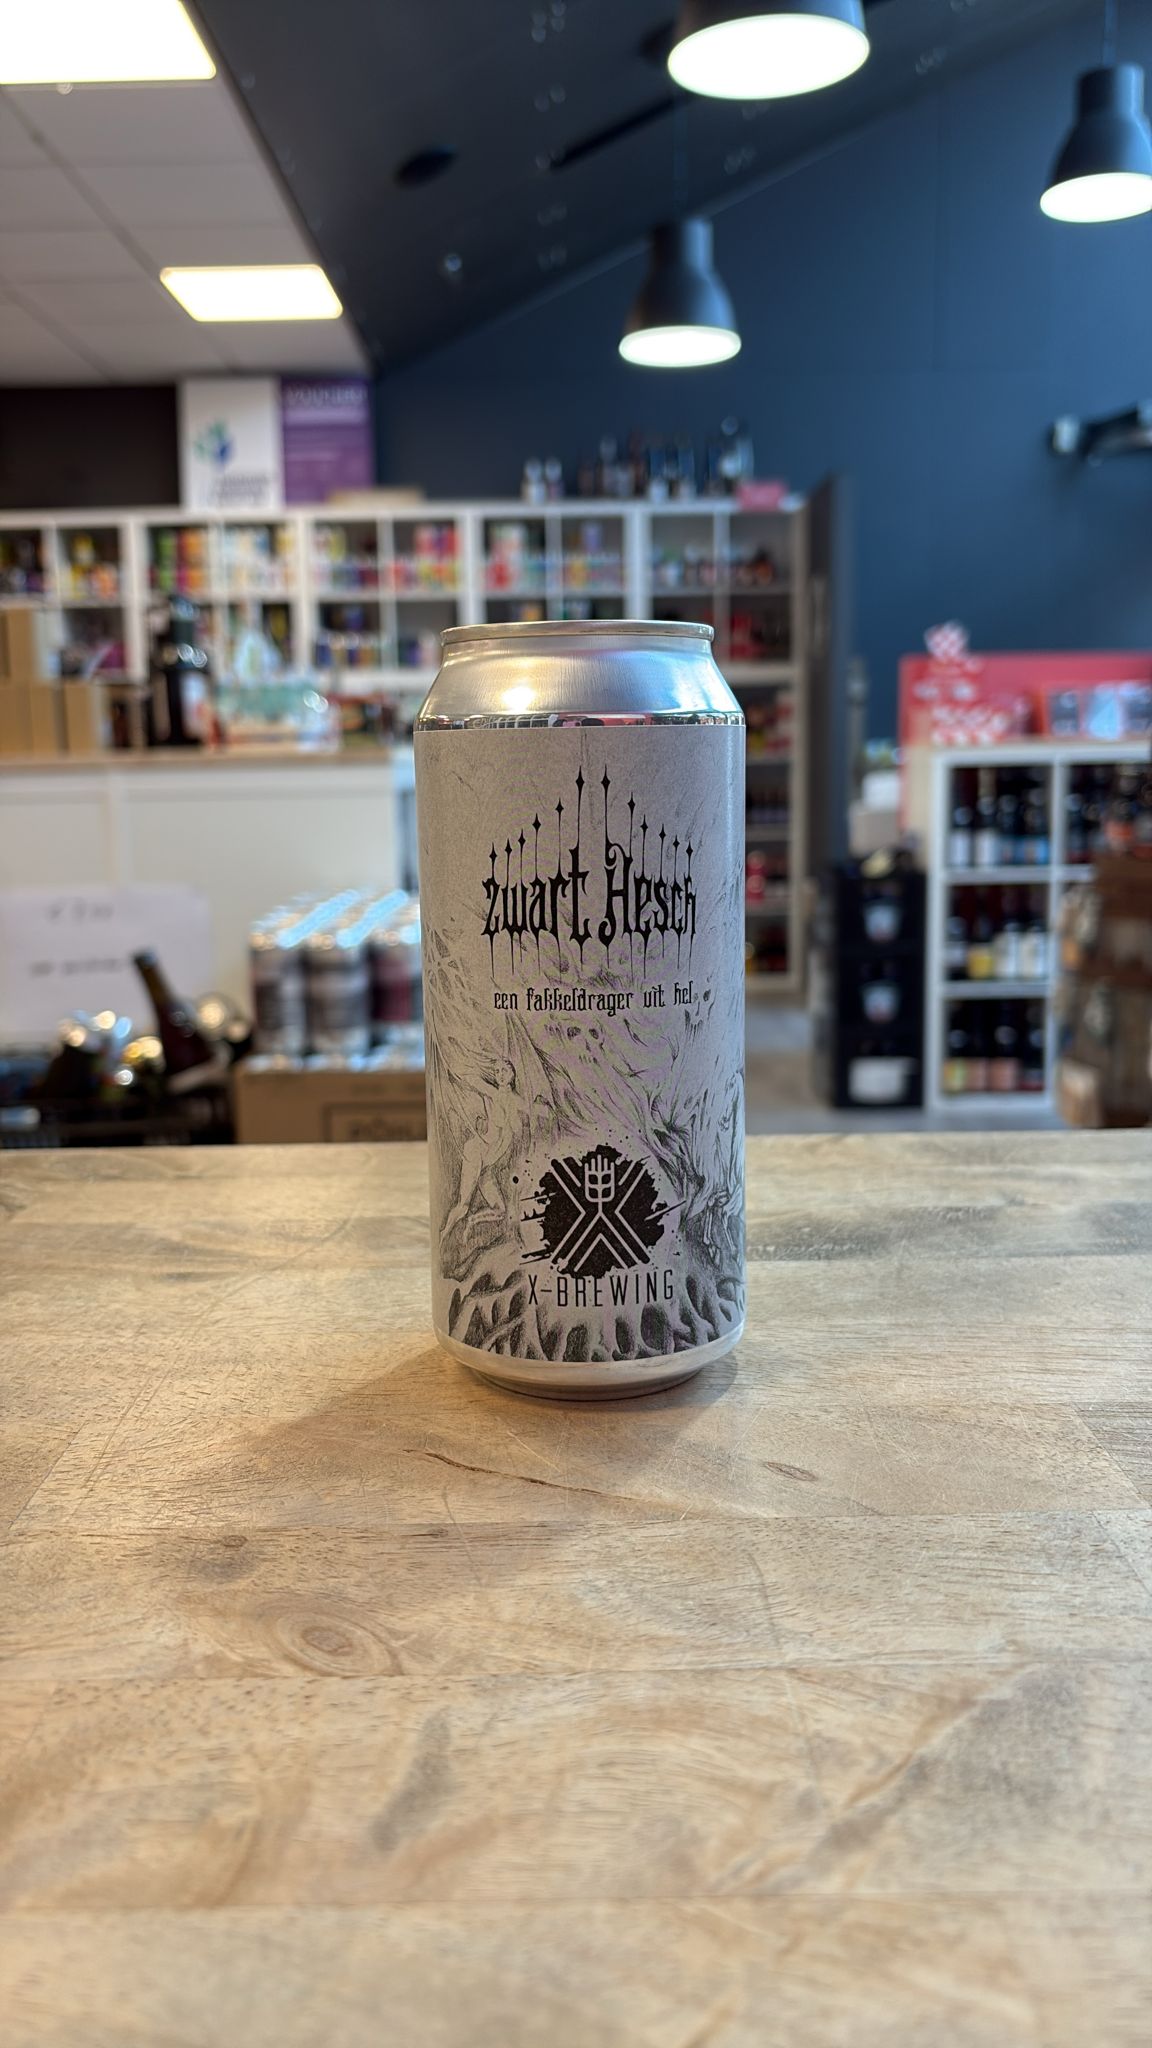 zwart Hesch
een fakkeldrager uit hel
X-BREWING